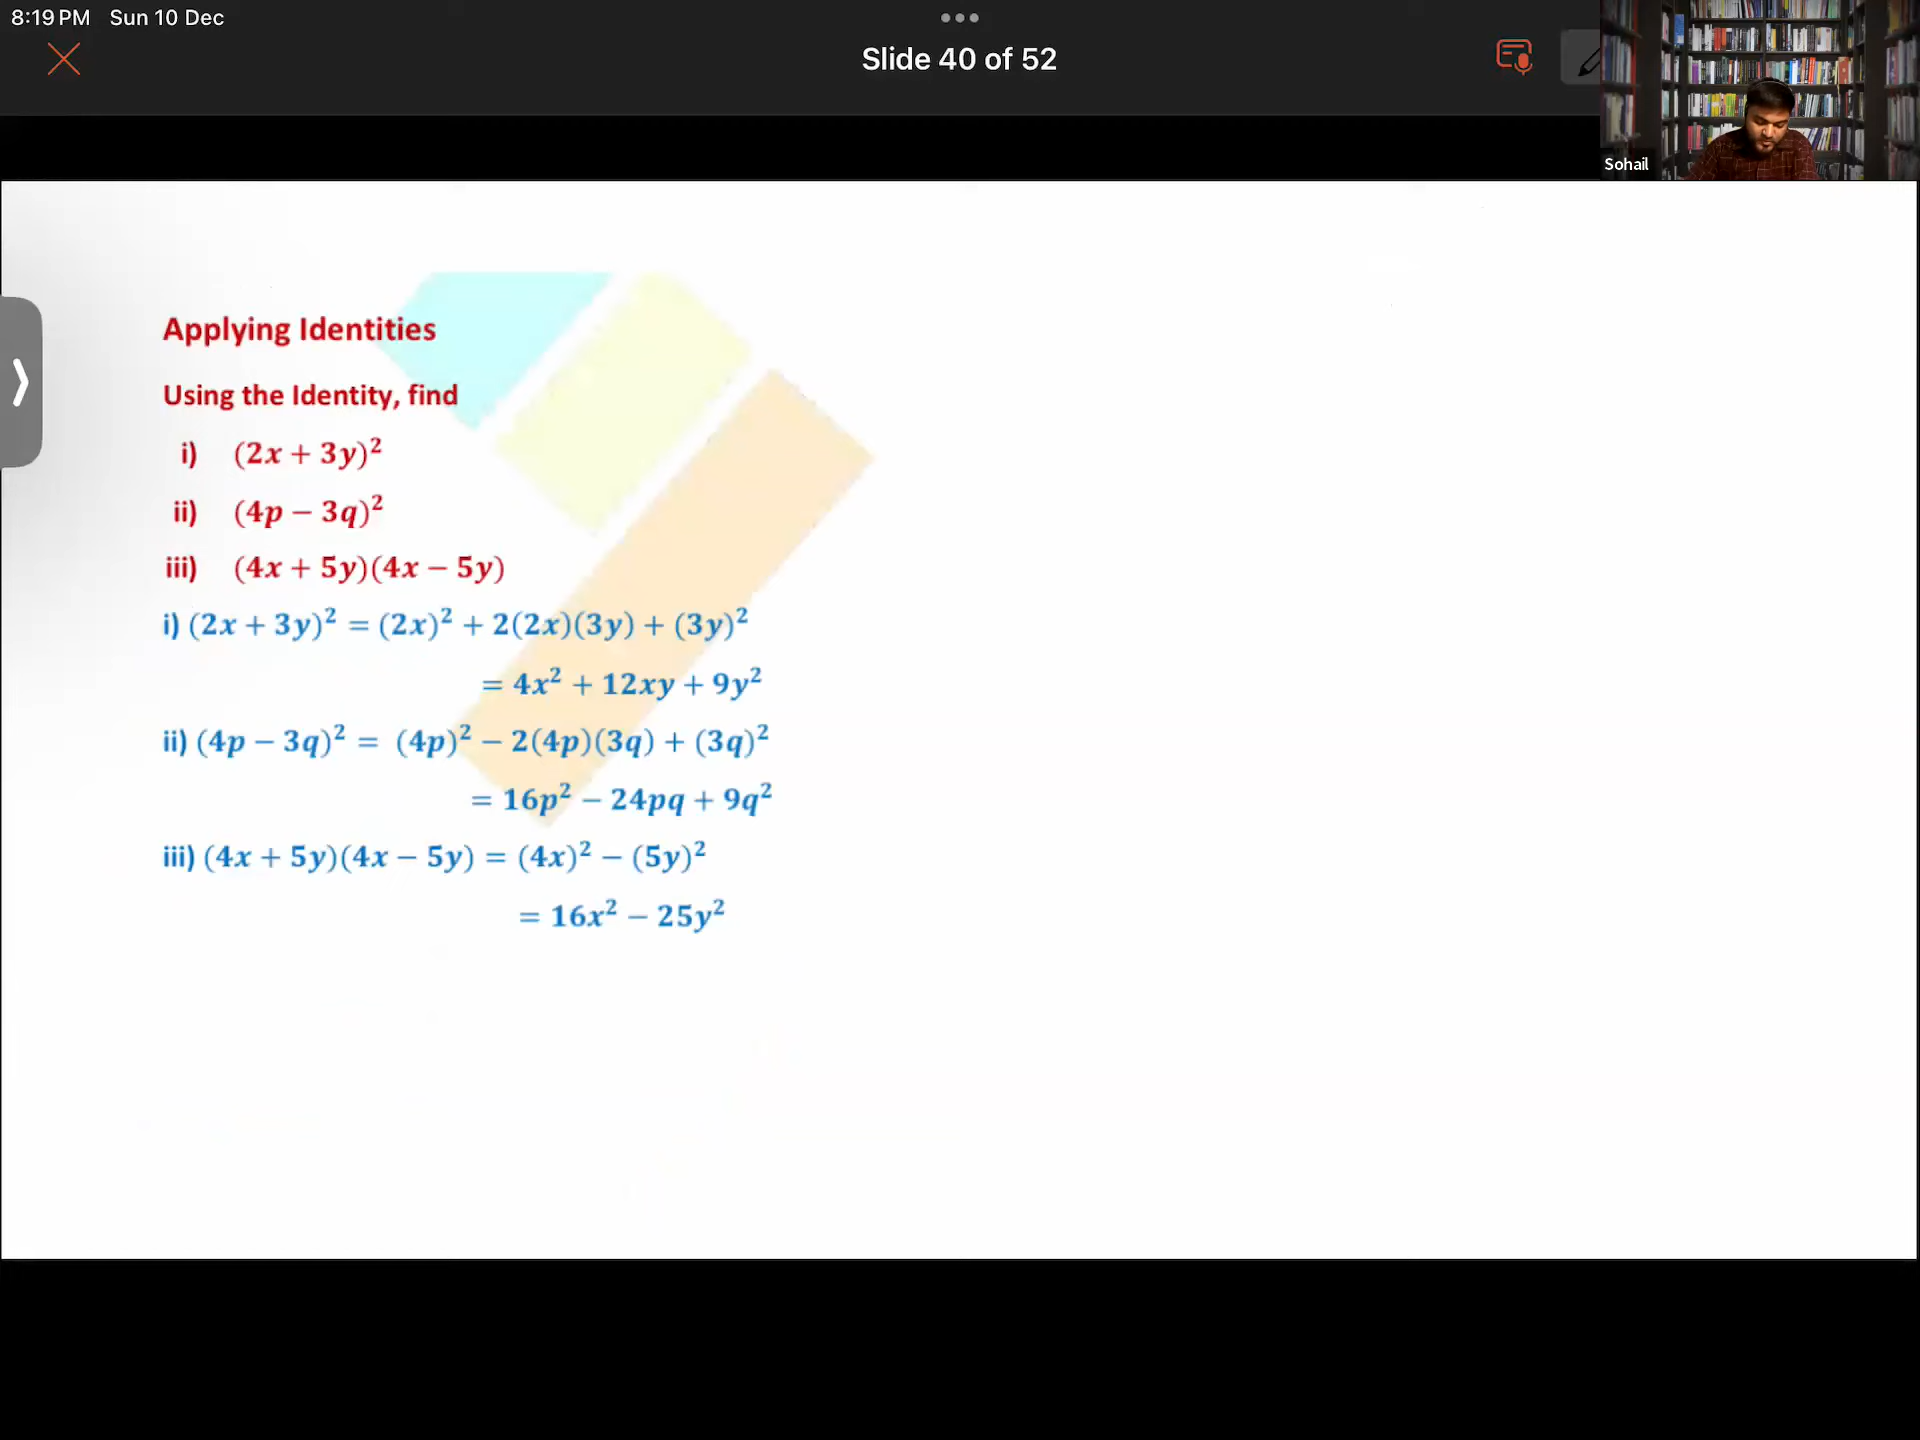 8:19 PM Sun 10 Dec
Slide 40 of 52
Sohail
Applying Identities
Using the Identity, find
i) (2x + 3y)²
ii) (4p − 3q)²
iii) (4x + 5y)(4x − 5y)
i) (2x + 3y)² = (2x)² + 2(2x)(3y) + (3y)²
= 4x² + 12xy + 9y²
ii) (4p − 3q)² = (4p)² − 2(4p)(3q) + (3q)²
= 16p² − 24pq + 9q²
iii) (4x + 5y)(4x − 5y) = (4x)² − (5y)²
= 16x² − 25y²